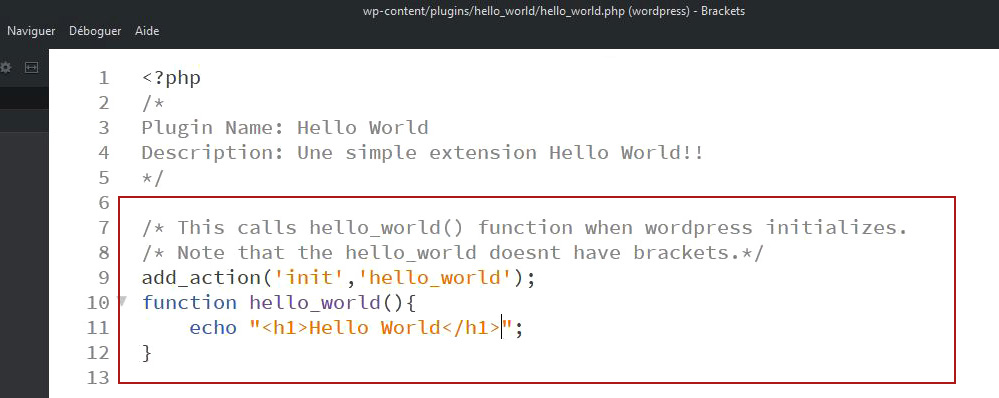 wp-content/plugins/hello_world/hello_world.php (wordpress) - Brackets
Naviguer Déboguer Aide
1 <?php
2 /*
3 Plugin Name: Hello World
4 Description: Une simple extension Hello World!!
5 */
6
7 /* This calls hello_world() function when wordpress initializes.
8 /* Note that the hello_world doesnt have brackets.*/
9 add_action('init','hello_world');
10 function hello_world(){
11     echo "<h1>Hello World</h1>";
12 }
13